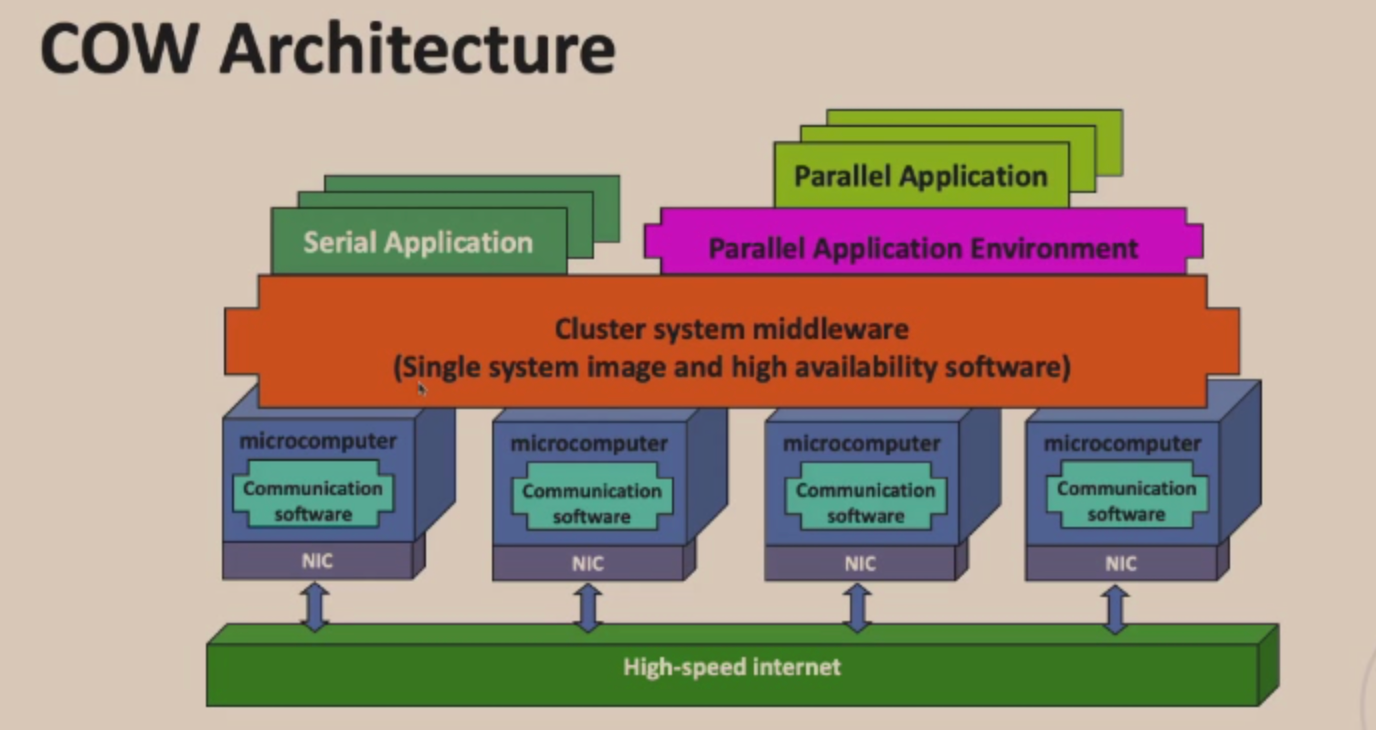 COW Architecture
Parallel Application
Serial Application
Parallel Application Environment
Cluster system middleware
(Single system image and high availability software)
microcomputer
Communication
software
NIC
microcomputer
Communication
software
NIC
microcomputer
Communication
software
NIC
microcomputer
Communication
software
NIC
High-speed internet